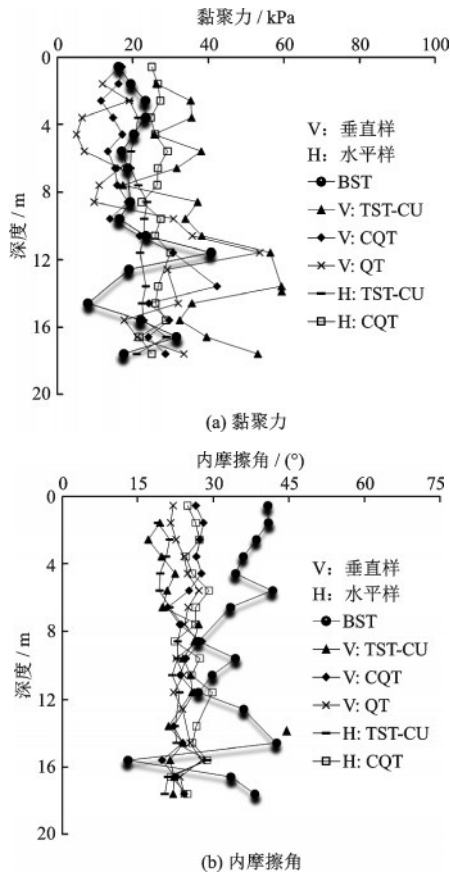 黏聚力 / kPa
0 20 40 60 80 100
0
4
8
12
16
20
深度 / m
V：垂直样
H：水平样
BST
V: TST-CU
V: CQT
V: QT
H: TST-CU
H: CQT
(a) 黏聚力
内摩擦角 / (°)
0 15 30 45 60 75
0
4
8
12
16
20
深度 / m
V：垂直样
H：水平样
BST
V: TST-CU
V: CQT
V: QT
H: TST-CU
H: CQT
(b) 内摩擦角